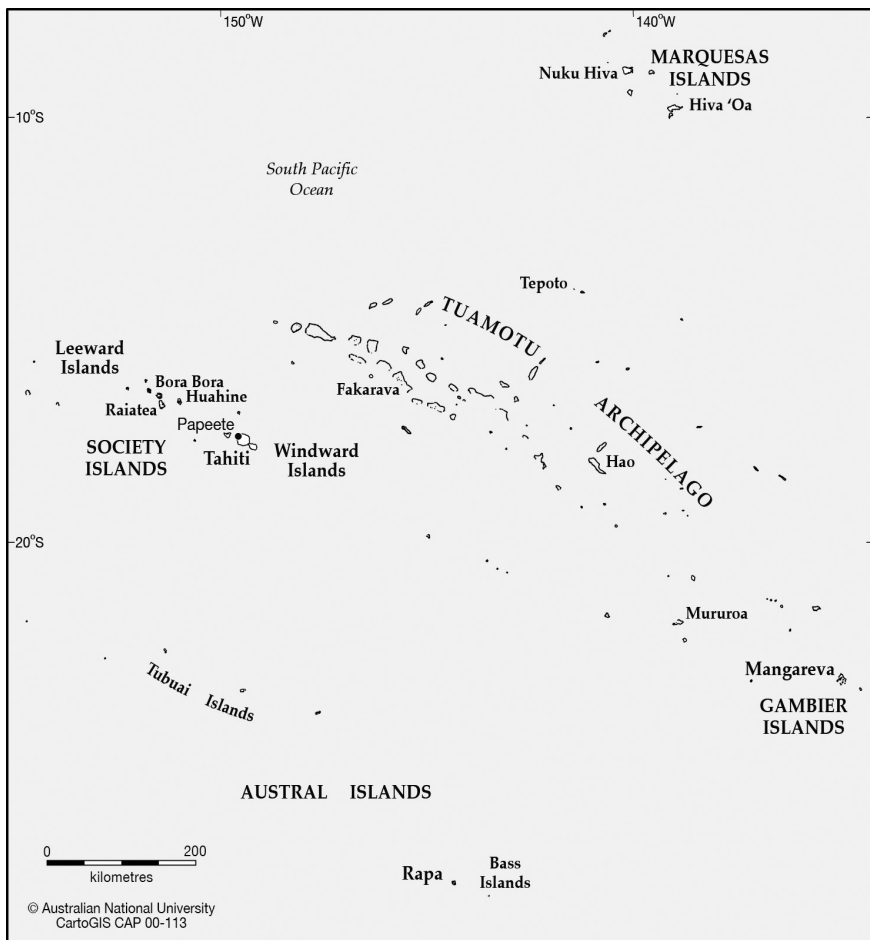 150°W
140°W
Nuku Hiva
MARQUESAS
ISLANDS
Hiva ‘Oa
10°S
South Pacific
Ocean
Tepoto
TUAMOTU
ARCHIPELAGO
Leeward
Islands
Bora Bora
Huahine
Raiatea
Fakarava
Papeete
SOCIETY
ISLANDS
Tahiti
Windward
Islands
Hao
20°S
Mururoa
Mangareva
GAMBIER
ISLANDS
Tubuai Islands
AUSTRAL ISLANDS
0 200
kilometres
Rapa
Bass
Islands
© Australian National University
CartoGIS CAP 00-113